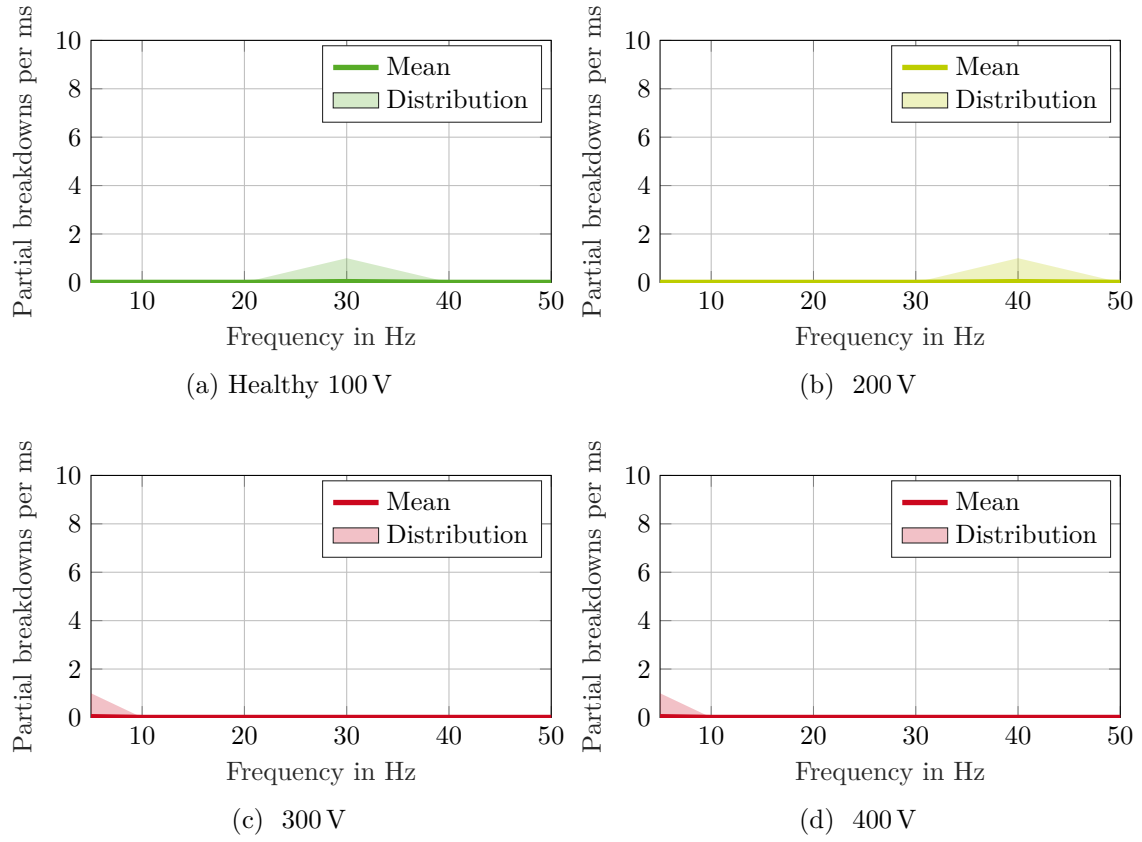 Partial breakdowns per ms
10
8
6
4
2
0
Mean
Distribution
10 20 30 40 50
Frequency in Hz
(a) Healthy 100 V
Partial breakdowns per ms
10
8
6
4
2
0
Mean
Distribution
10 20 30 40 50
Frequency in Hz
(b) 200 V
Partial breakdowns per ms
10
8
6
4
2
0
Mean
Distribution
10 20 30 40 50
Frequency in Hz
(c) 300 V
Partial breakdowns per ms
10
8
6
4
2
0
Mean
Distribution
10 20 30 40 50
Frequency in Hz
(d) 400 V